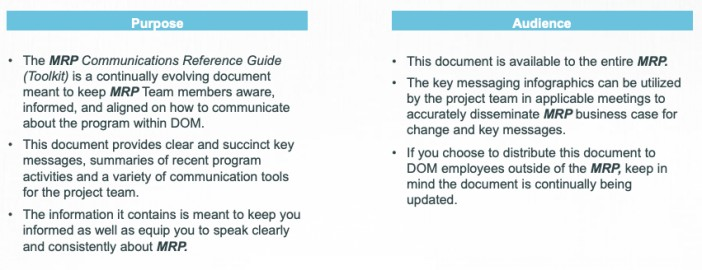 Purpose
• The MRP Communications Reference Guide
(Toolkit) is a continually evolving document
meant to keep MRP Team members aware,
informed, and aligned on how to communicate
about the program within DOM.
• This document provides clear and succinct key
messages, summaries of recent program
activities and a variety of communication tools
for the project team.
• The information it contains is meant to keep you
informed as well as equip you to speak clearly
and consistently about MRP.
Audience
• This document is available to the entire MRP.
• The key messaging infographics can be utilized
by the project team in applicable meetings to
accurately disseminate MRP business case for
change and key messages.
• If you choose to distribute this document to
DOM employees outside of the MRP, keep in
mind the document is continually being
updated.